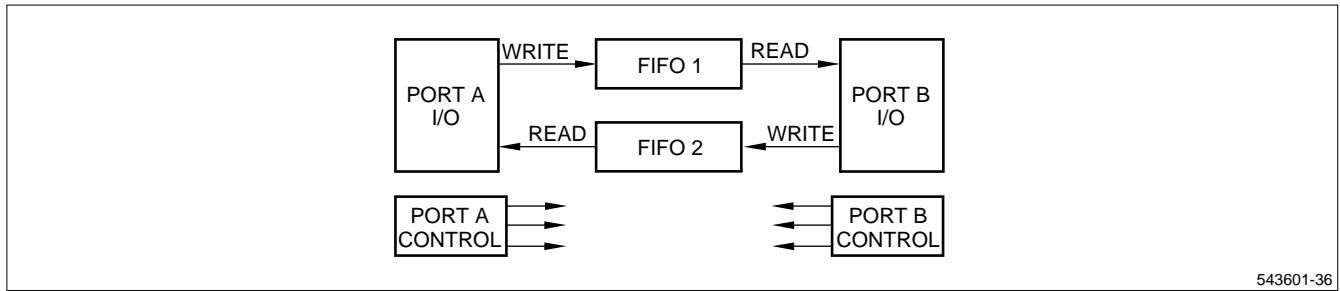 WRITE
FIFO 1
READ
PORT A
I/O
PORT B
I/O
READ
FIFO 2
WRITE
PORT A
CONTROL
PORT B
CONTROL
543601-36